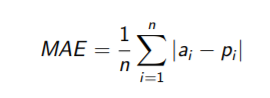 MAE = \frac{1}{n} \sum_{i=1}^{n} |a_i - p_i|